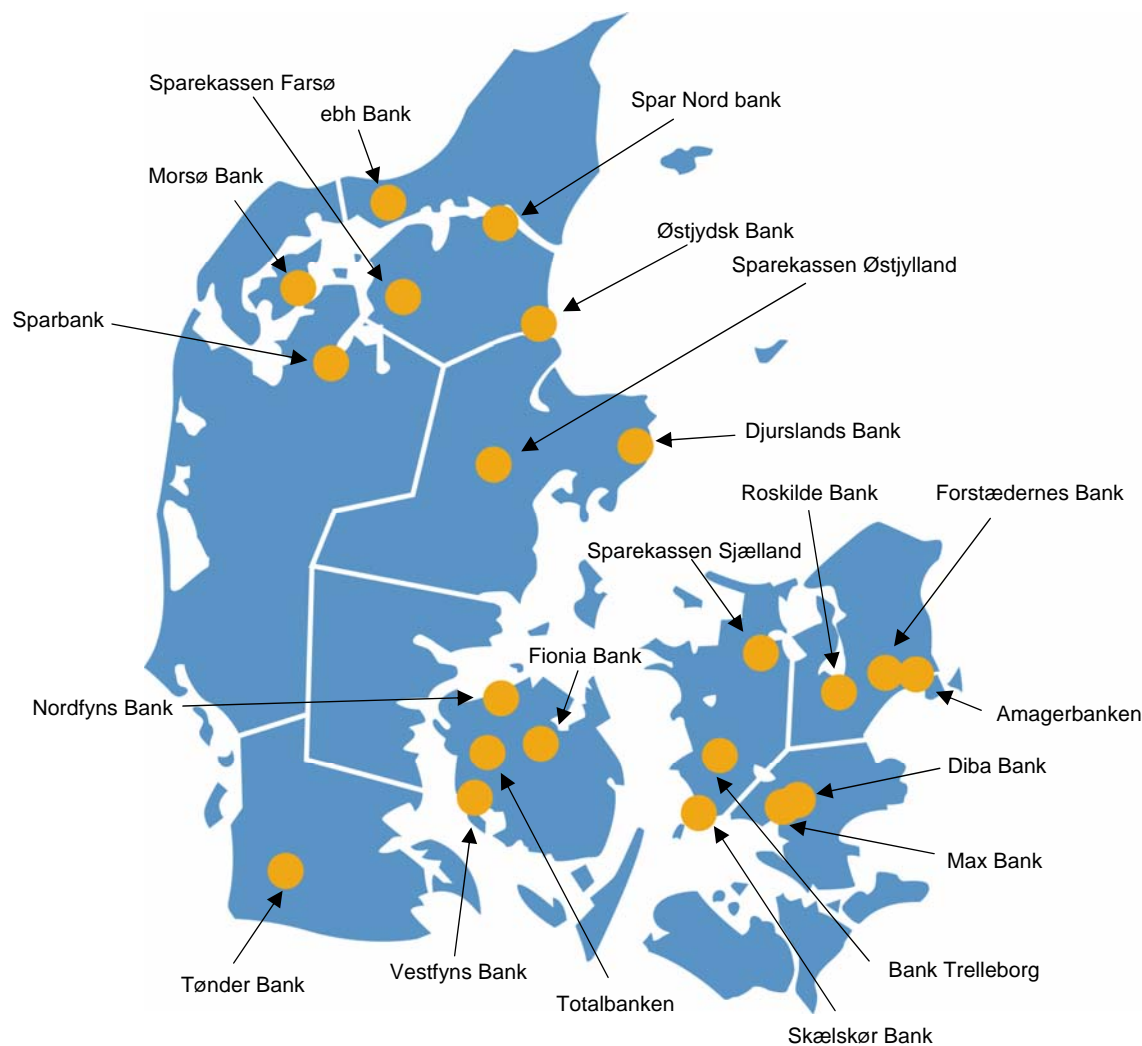 Sparekassen Farsø
ebh Bank
Spar Nord bank
Morsø Bank
Østjydsk Bank
Sparekassen Østjylland
Sparbank
Djurslands Bank
Roskilde Bank
Forstædernes Bank
Sparekassen Sjælland
Fionia Bank
Nordfyns Bank
Amagerbanken
Diba Bank
Max Bank
Vestfyns Bank
Bank Trelleborg
Tønder Bank
Totalbanken
Skælskør Bank